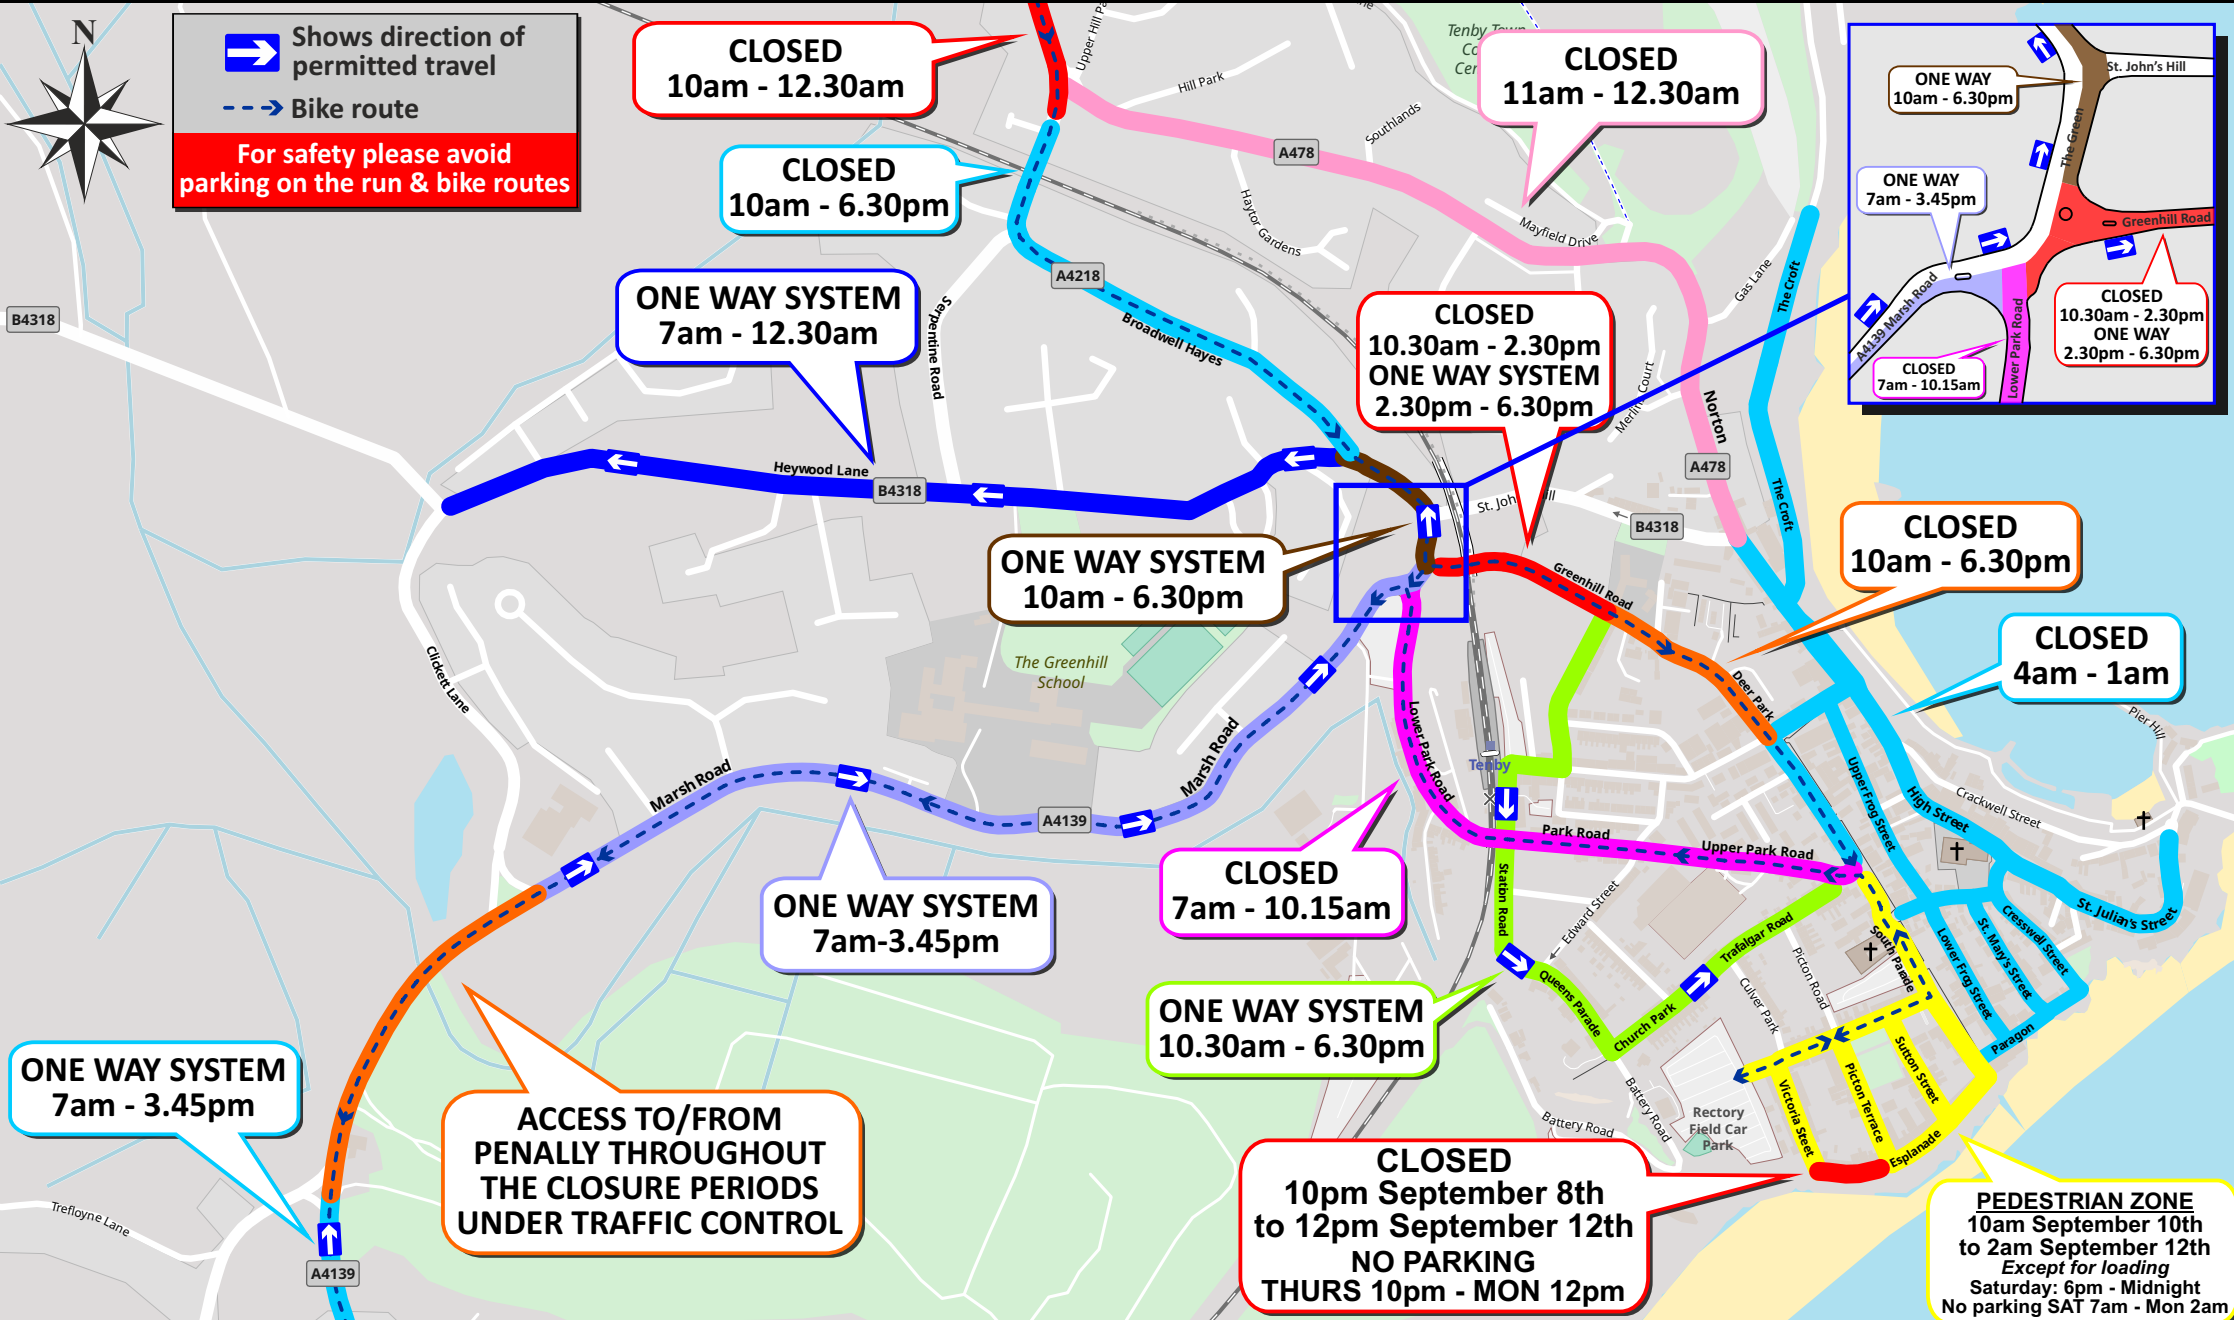 N
Shows direction of
permitted travel
Bike route
For safety please avoid
parking on the run & bike routes
CLOSED
10am - 12.30am
CLOSED
10am - 6.30pm
CLOSED
11am - 12.30am
ONE WAY SYSTEM
7am - 12.30am
CLOSED
10.30am - 2.30pm
ONE WAY SYSTEM
2.30pm - 6.30pm
ONE WAY
10am - 6.30pm
ONE WAY
7am - 3.45pm
CLOSED
7am - 10.15am
CLOSED
10.30am - 2.30pm
ONE WAY
2.30pm - 6.30pm
St. John's Hill
The Green
Greenhill Road
A4139 Marsh Road
Lower Park Road
Tenby Town
Hill Park
Southlands
A478
Haytor Gardens
Mayfield Drive
Gas Lane
The Croft
A4218
Broadwell Hayes
Serpentine Road
B4318
Merlins Court
Norton
A478
The Croft
Heywood Lane
B4318
B4318
ONE WAY SYSTEM
10am - 6.30pm
CLOSED
10am - 6.30pm
CLOSED
4am - 1am
Greenhill Road
Deer Park
The Greenhill
School
Clickett Lane
Marsh Road
Marsh Road
A4139
Lower Park Road
Tenby
Park Road
Upper Park Road
Upper Frog Street
High Street
Crackwell Street
Pier Hill
St. Julian's Street
Cresswell Street
St. Mary's Street
Lower Frog Street
Paragon
South Parade
Station Road
Edward Street
Trafalgar Road
Picton Road
Culver Park
Queens Parade
Church Park
Sutton Street
Picton Terrace
Victoria Steet
Esplanade
Battery Road
Battery Road
Rectory
Field Car
Park
ONE WAY SYSTEM
7am-3.45pm
CLOSED
7am - 10.15am
ONE WAY SYSTEM
10.30am - 6.30pm
ONE WAY SYSTEM
7am - 3.45pm
ACCESS TO/FROM
PENALLY THROUGHOUT
THE CLOSURE PERIODS
UNDER TRAFFIC CONTROL
Trefloyne Lane
A4139
CLOSED
10pm September 8th
to 12pm September 12th
NO PARKING
THURS 10pm - MON 12pm
PEDESTRIAN ZONE
10am September 10th
to 2am September 12th
Except for loading
Saturday: 6pm - Midnight
No parking SAT 7am - Mon 2am